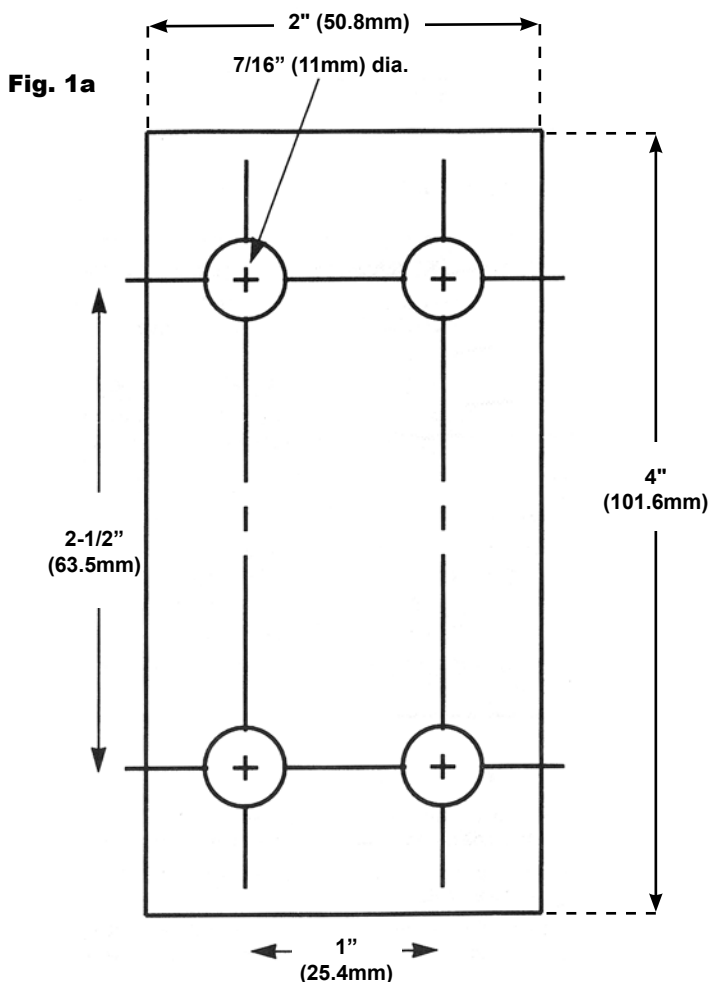 2" (50.8mm)
Fig. 1a
7/16” (11mm) dia.
4"
(101.6mm)
2-1/2”
(63.5mm)
1”
(25.4mm)